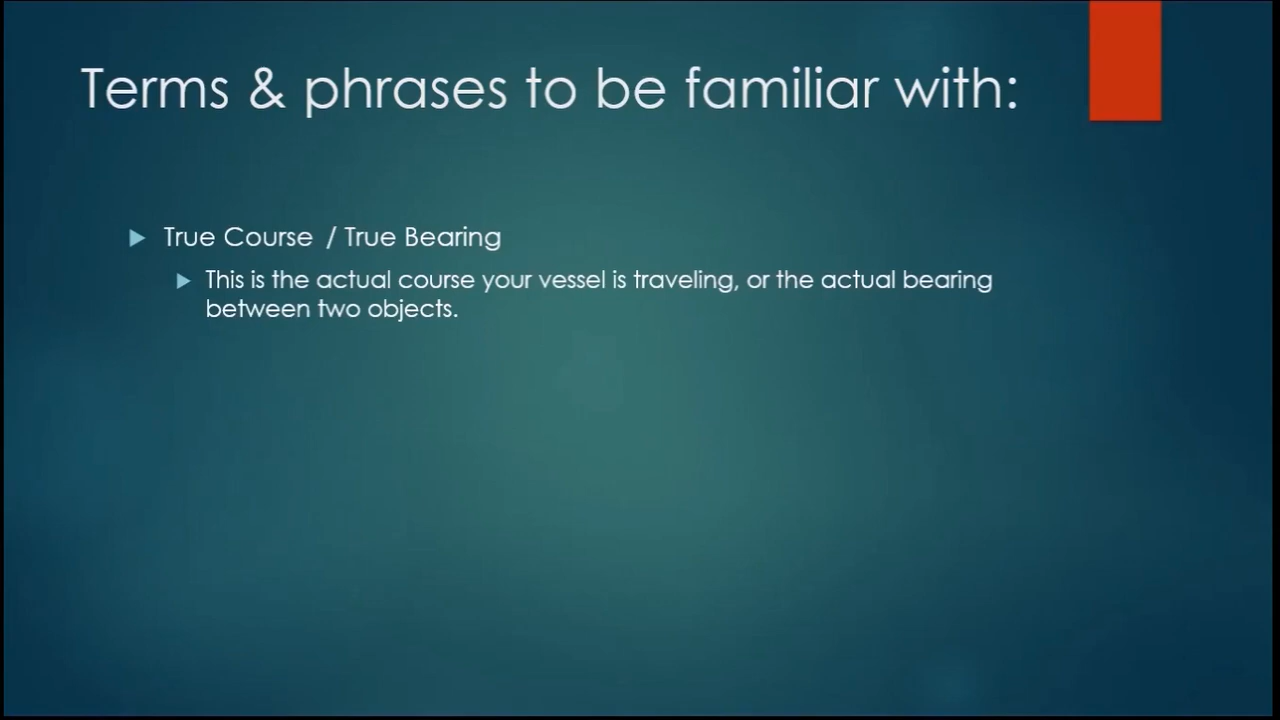 Terms & phrases to be familiar with:
True Course / True Bearing
This is the actual course your vessel is traveling, or the actual bearing
between two objects.